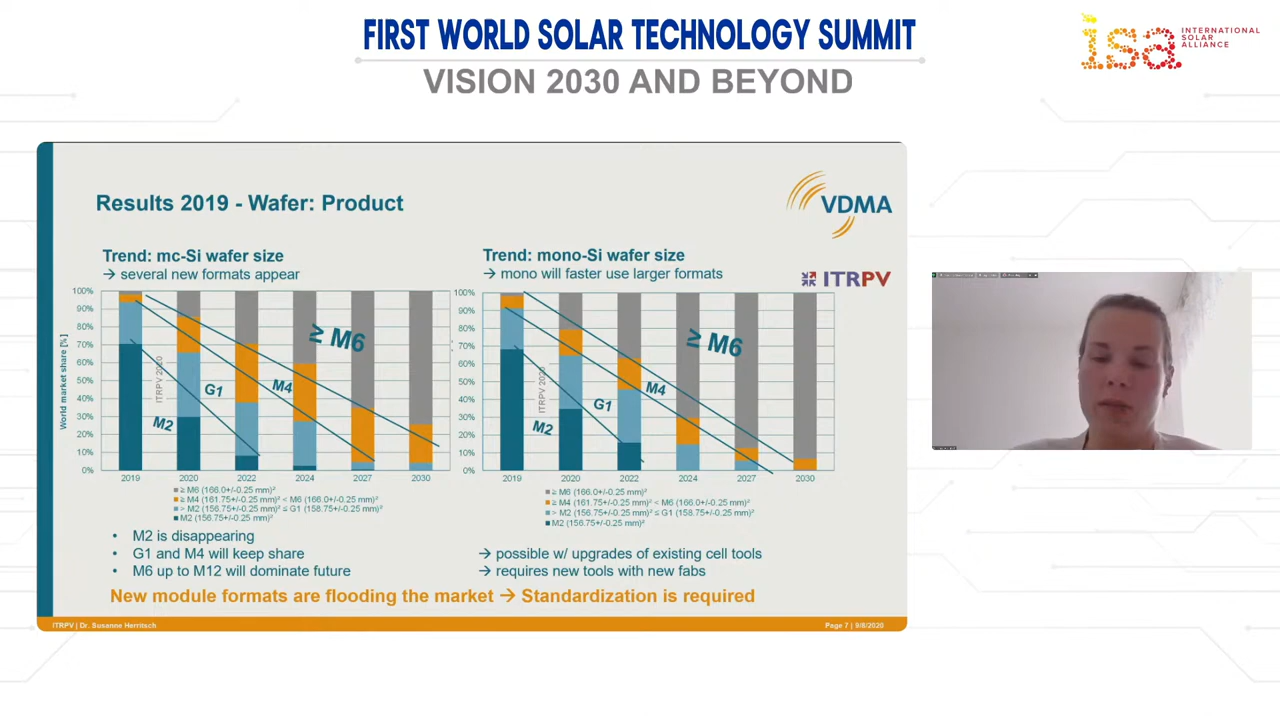 FIRST WORLD SOLAR TECHNOLOGY SUMMIT
VISION 2030 AND BEYOND
isa INTERNATIONAL
SOLAR
ALLIANCE
Results 2019 - Wafer: Product
VDMA
Trend: mc-Si wafer size
→ several new formats appear
Trend: mono-Si wafer size
→ mono will faster use larger formats
ITRPV
World market share [%]
100%
90%
80%
70%
60%
50%
40%
30%
20%
10%
0%
≥ M6
M4
G1
M2
ITRPV 2020
2019 2020 2022 2024 2027 2030
≥ M6 (166.0+/-0.25 mm)²
≥ M4 (161.75+/-0.25 mm)² < M6 (166.0+/-0.25 mm)²
> M2 (156.75+/-0.25 mm)² ≤ G1 (158.75+/-0.25 mm)²
M2 (156.75+/-0.25 mm)²
100%
90%
80%
70%
60%
50%
40%
30%
20%
10%
0%
≥ M6
M4
G1
M2
ITRPV 2020
2019 2020 2022 2024 2027 2030
≥ M6 (166.0+/-0.25 mm)²
≥ M4 (161.75+/-0.25 mm)² < M6 (166.0+/-0.25 mm)²
> M2 (156.75+/-0.25 mm)² ≤ G1 (158.75+/-0.25 mm)²
M2 (156.75+/-0.25 mm)²
• M2 is disappearing
• G1 and M4 will keep share → possible w/ upgrades of existing cell tools
• M6 up to M12 will dominate future → requires new tools with new fabs
New module formats are flooding the market → Standardization is required
ITRPV | Dr. Susanne Herritsch
Page 7 | 9/8/2020